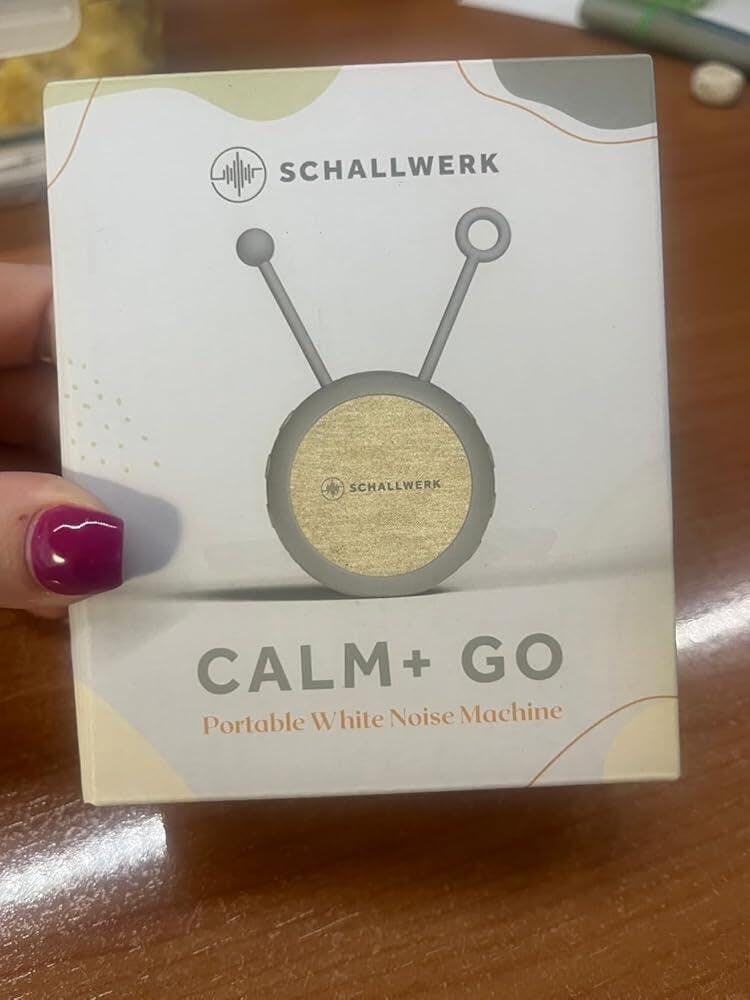 SCHALLWERK
SCHALLWERK
CALM+ GO
Portable White Noise Machine